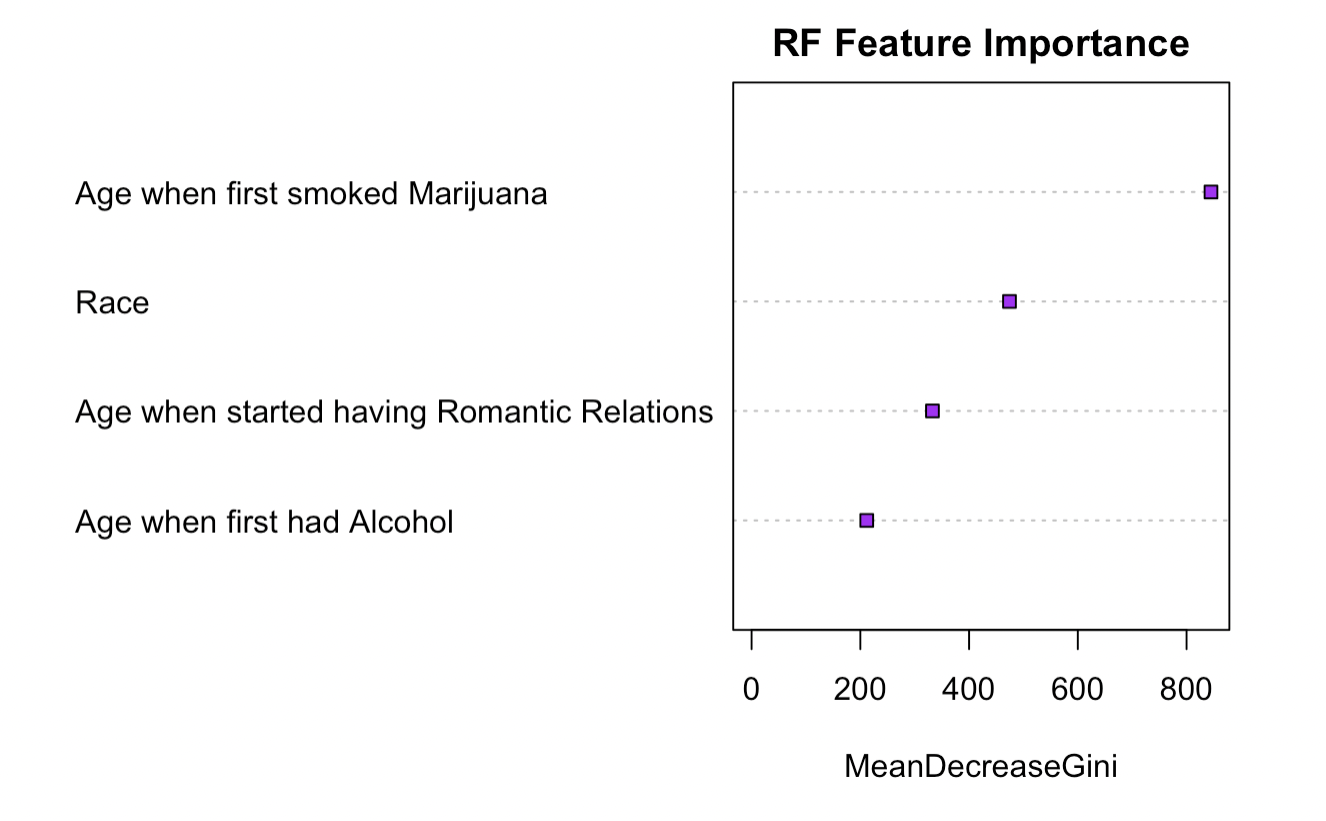 RF Feature Importance
Age when first smoked Marijuana
Race
Age when started having Romantic Relations
Age when first had Alcohol
0 200 400 600 800
MeanDecreaseGini